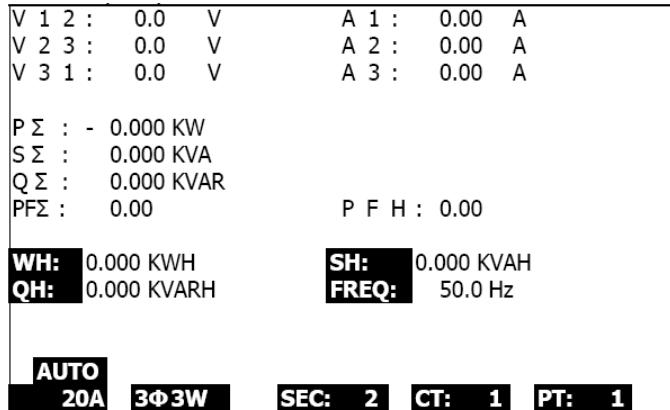 V 1 2 : 0.0 V A 1 : 0.00 A
V 2 3 : 0.0 V A 2 : 0.00 A
V 3 1 : 0.0 V A 3 : 0.00 A
P Σ : - 0.000 KW
S Σ : 0.000 KVA
Q Σ : 0.000 KVAR
PFΣ : 0.00 P F H : 0.00
WH: 0.000 KWH SH: 0.000 KVAH
QH: 0.000 KVARH FREQ: 50.0 Hz
AUTO
20A 3Φ3W SEC: 2 CT: 1 PT: 1